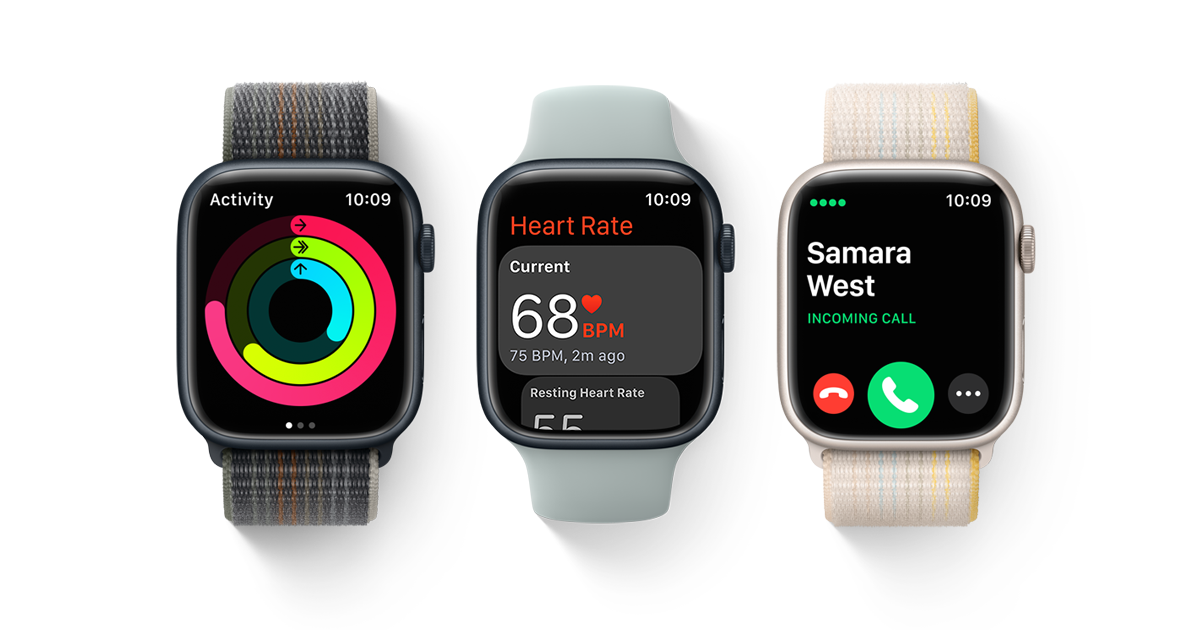 Activity 10:09
10:09
Heart Rate
Current
68 BPM
75 BPM, 2m ago
Resting Heart Rate
55
10:09
Samara
West
INCOMING CALL